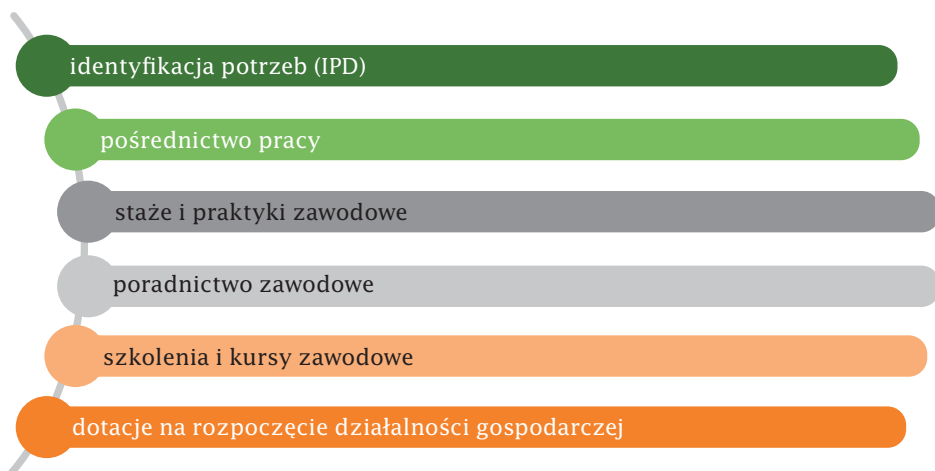 identyfikacja potrzeb (IPD)
pośrednictwo pracy
staże i praktyki zawodowe
poradnictwo zawodowe
szkolenia i kursy zawodowe
dotacje na rozpoczęcie działalności gospodarczej